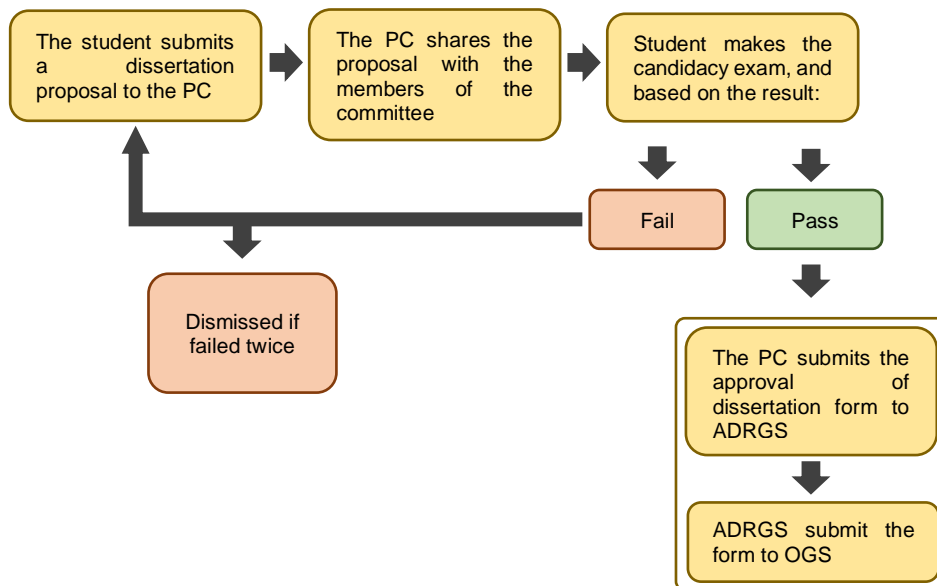 The student submits
a dissertation
proposal to the PC
The PC shares the
proposal with the
members of the
committee
Student makes the
candidacy exam, and
based on the result:
Fail
Pass
Dismissed if
failed twice
The PC submits the
approval of
dissertation form to
ADRGS
ADRGS submit the
form to OGS